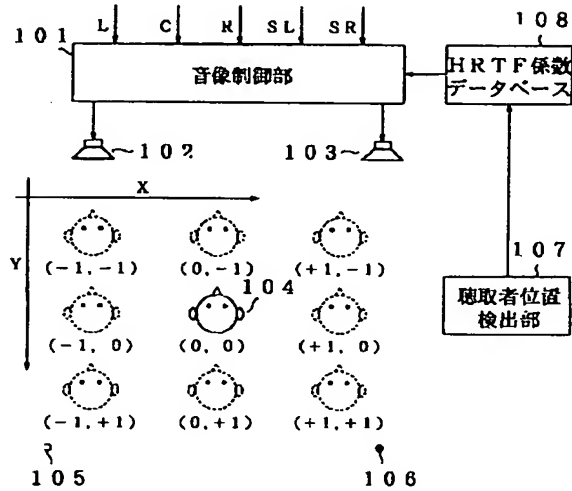 L C R SL SR
101
音像制御部
108
HRTF係数
データベース
102
103
X
Y
(-1,-1) (0,-1) (+1,-1)
104
107
聴取者位置
検出部
(-1, 0) (0, 0) (+1, 0)
(-1,+1) (0,+1) (+1,+1)
105
106